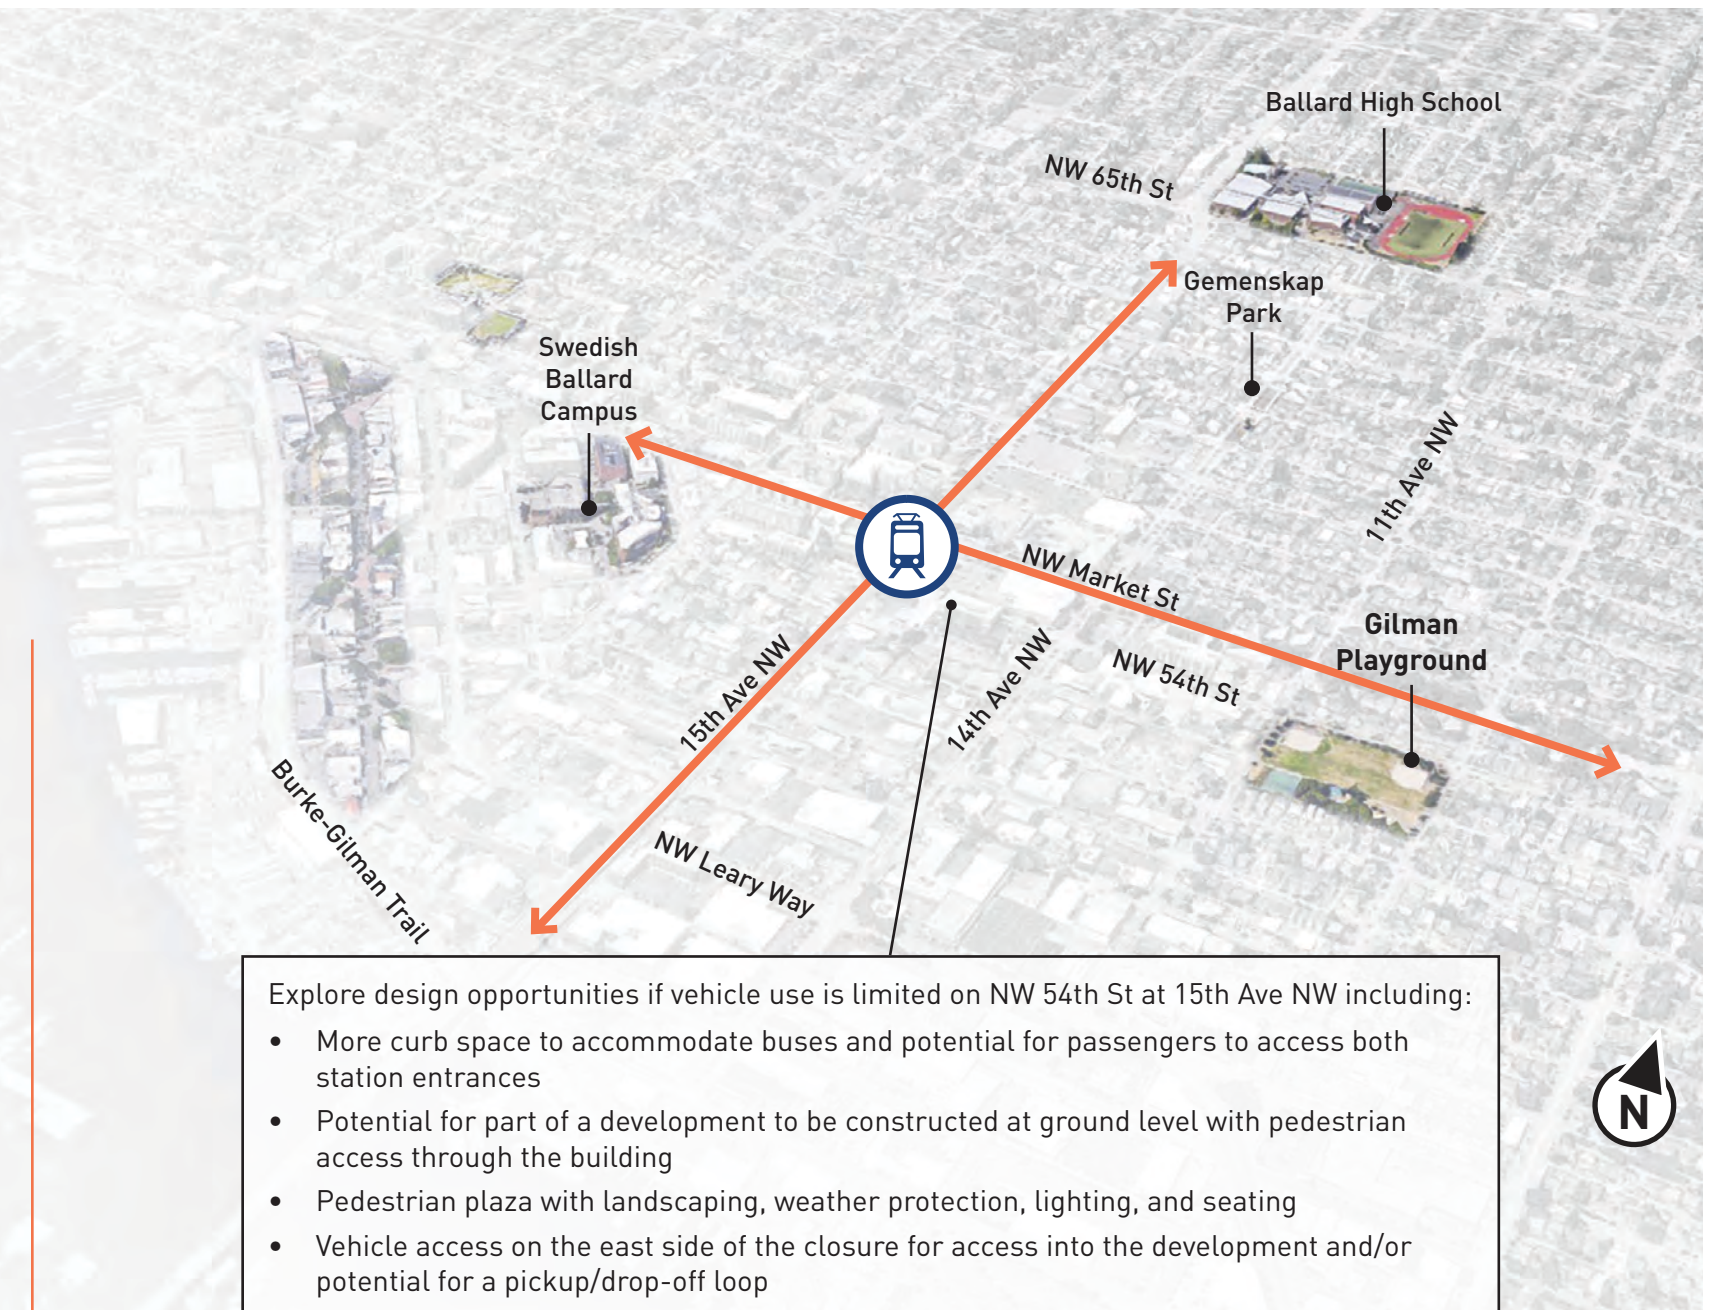 Ballard High School
NW 65th St
Gemenskap
Park
Swedish
Ballard
Campus
11th Ave NW
NW Market St
Gilman
Playground
NW 54th St
15th Ave NW
14th Ave NW
Burke-Gilman Trail
NW Leary Way
Explore design opportunities if vehicle use is limited on NW 54th St at 15th Ave NW including:
• More curb space to accommodate buses and potential for passengers to access both
station entrances
• Potential for part of a development to be constructed at ground level with pedestrian
access through the building
• Pedestrian plaza with landscaping, weather protection, lighting, and seating
• Vehicle access on the east side of the closure for access into the development and/or
potential for a pickup/drop-off loop
N